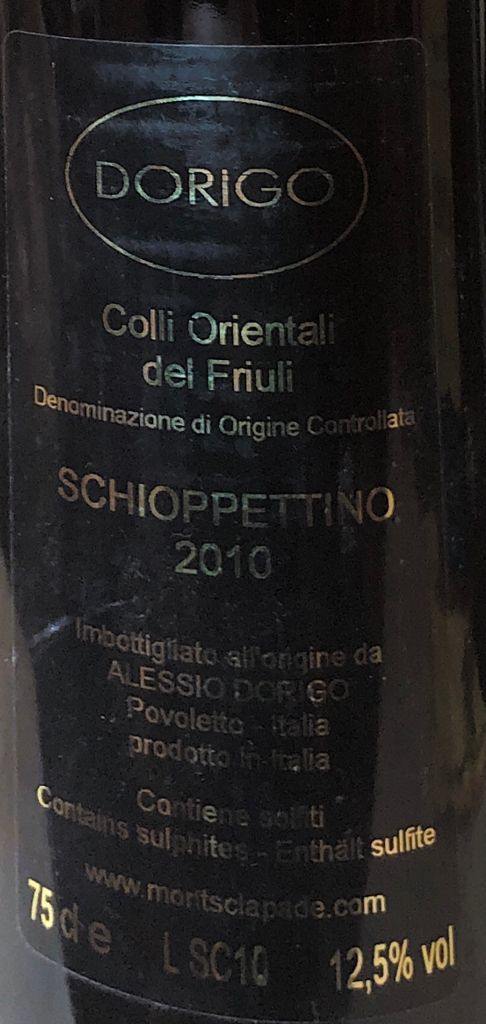 DORiGO
Colli Orientali
del Friuli
Denominazione di Origine Controllata
SCHIOPPETTINO
2010
Imbottigliato all'origine da
ALESSIO DORIGO
Povoletto - Italia
prodotto in Italia
Contiene solfiti
Contains sulphites - Enthält sulfite
www.moritsclapade.com
75 cl e L SC10 12,5% vol